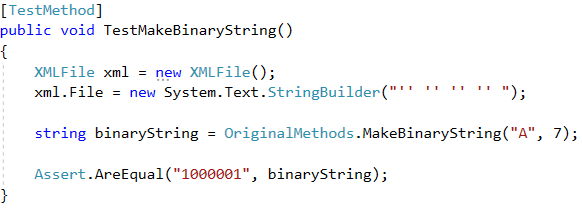 [TestMethod]
public void TestMakeBinaryString()
{
XMLFile xml = new XMLFile();
xml.File = new System.Text.StringBuilder("'' '' '' '' ");
string binaryString = OriginalMethods.MakeBinaryString("A", 7);
Assert.AreEqual("1000001", binaryString);
}